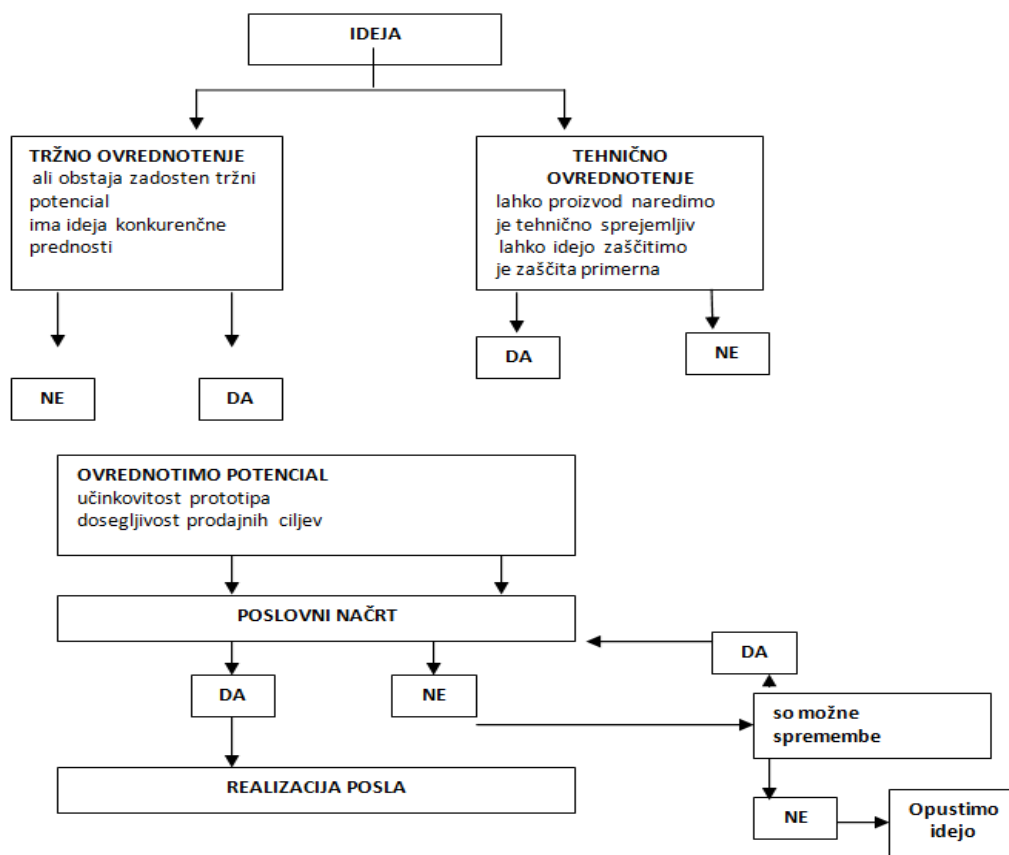 IDEJA
TRŽNO OVREDNOTENJE
ali obstaja zadosten tržni
potencial
ima ideja konkurenčne
prednosti
TEHNIČNO
OVREDNOTENJE
lahko proizvod naredimo
je tehnično sprejemljiv
lahko idejo zaščitimo
je zaščita primerna
NE
DA
DA
NE
OVREDNOTIMO POTENCIAL
učinkovitost prototipa
dosegljivost prodajnih ciljev
POSLOVNI NAČRT
DA
NE
DA
so možne
spremembe
REALIZACIJA POSLA
NE
Opustimo
idejo